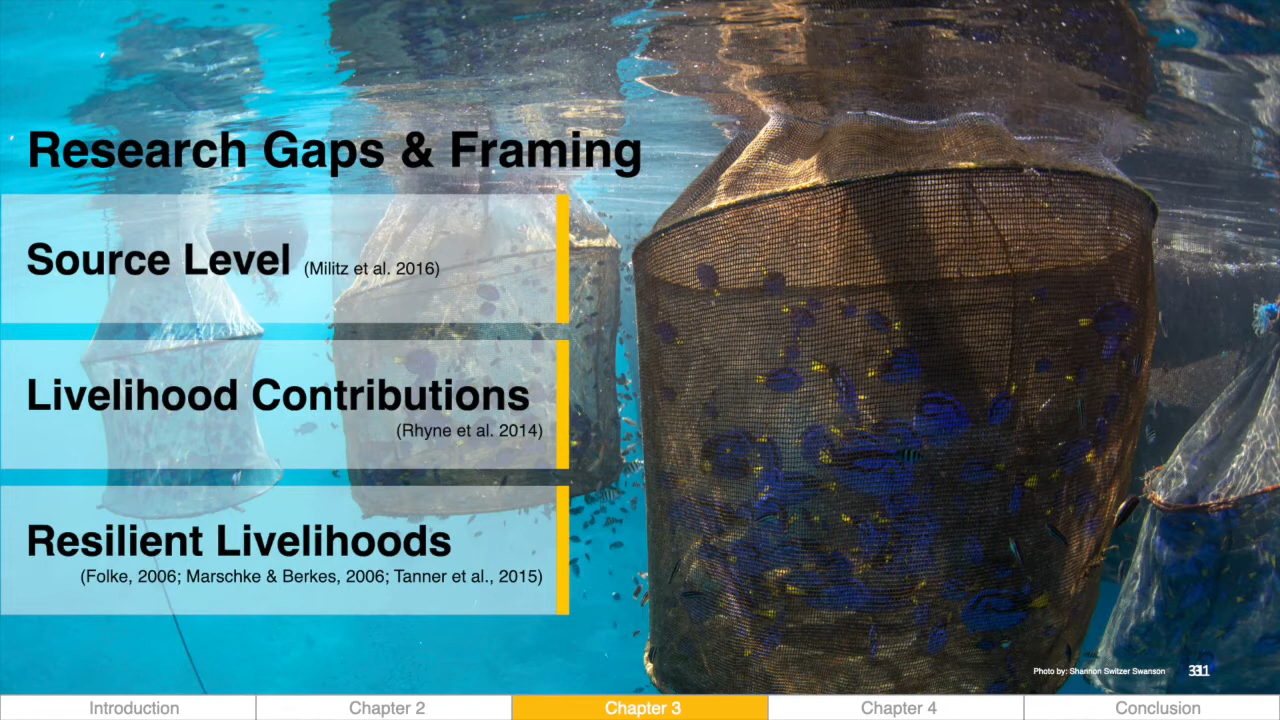 Research Gaps & Framing
Source Level (Militz et al. 2016)
Livelihood Contributions
(Rhyne et al. 2014)
Resilient Livelihoods
(Folke, 2006; Marschke & Berkes, 2006; Tanner et al., 2015)
Photo by: Shannon Switzer Swanson
Introduction
Chapter 2
Chapter 3
Chapter 4
Conclusion